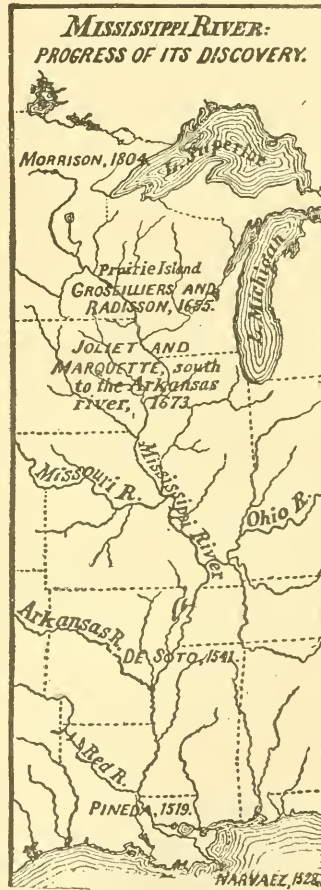 MISSISSIPPI RIVER:
PROGRESS OF ITS DISCOVERY.
MORRISON, 1804.
L. Superior
L. Michigan
Prairie Island
GROSEILLIERS AND
RADISSON, 1655.
JOLIET AND
MARQUETTE, south
to the Arkansas
river, 1673.
Missouri R.
Mississippi River
Ohio R.
Arkansas R.
DE SOTO, 1541.
Red R.
PINEDA, 1519.
NARVAEZ, 1528.